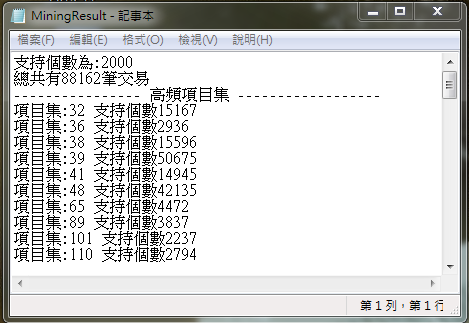 MiningResult - 記事本
檔案(F) 編輯(E) 格式(O) 檢視(V) 說明(H)
支持個數為:2000
總共有88162筆交易
----------------- 高頻項目集 -----------------
項目集:32 支持個數15167
項目集:36 支持個數2936
項目集:38 支持個數15596
項目集:39 支持個數50675
項目集:41 支持個數14945
項目集:48 支持個數42135
項目集:65 支持個數4472
項目集:89 支持個數3837
項目集:101 支持個數2237
項目集:110 支持個數2794
第 1 列，第 1 行